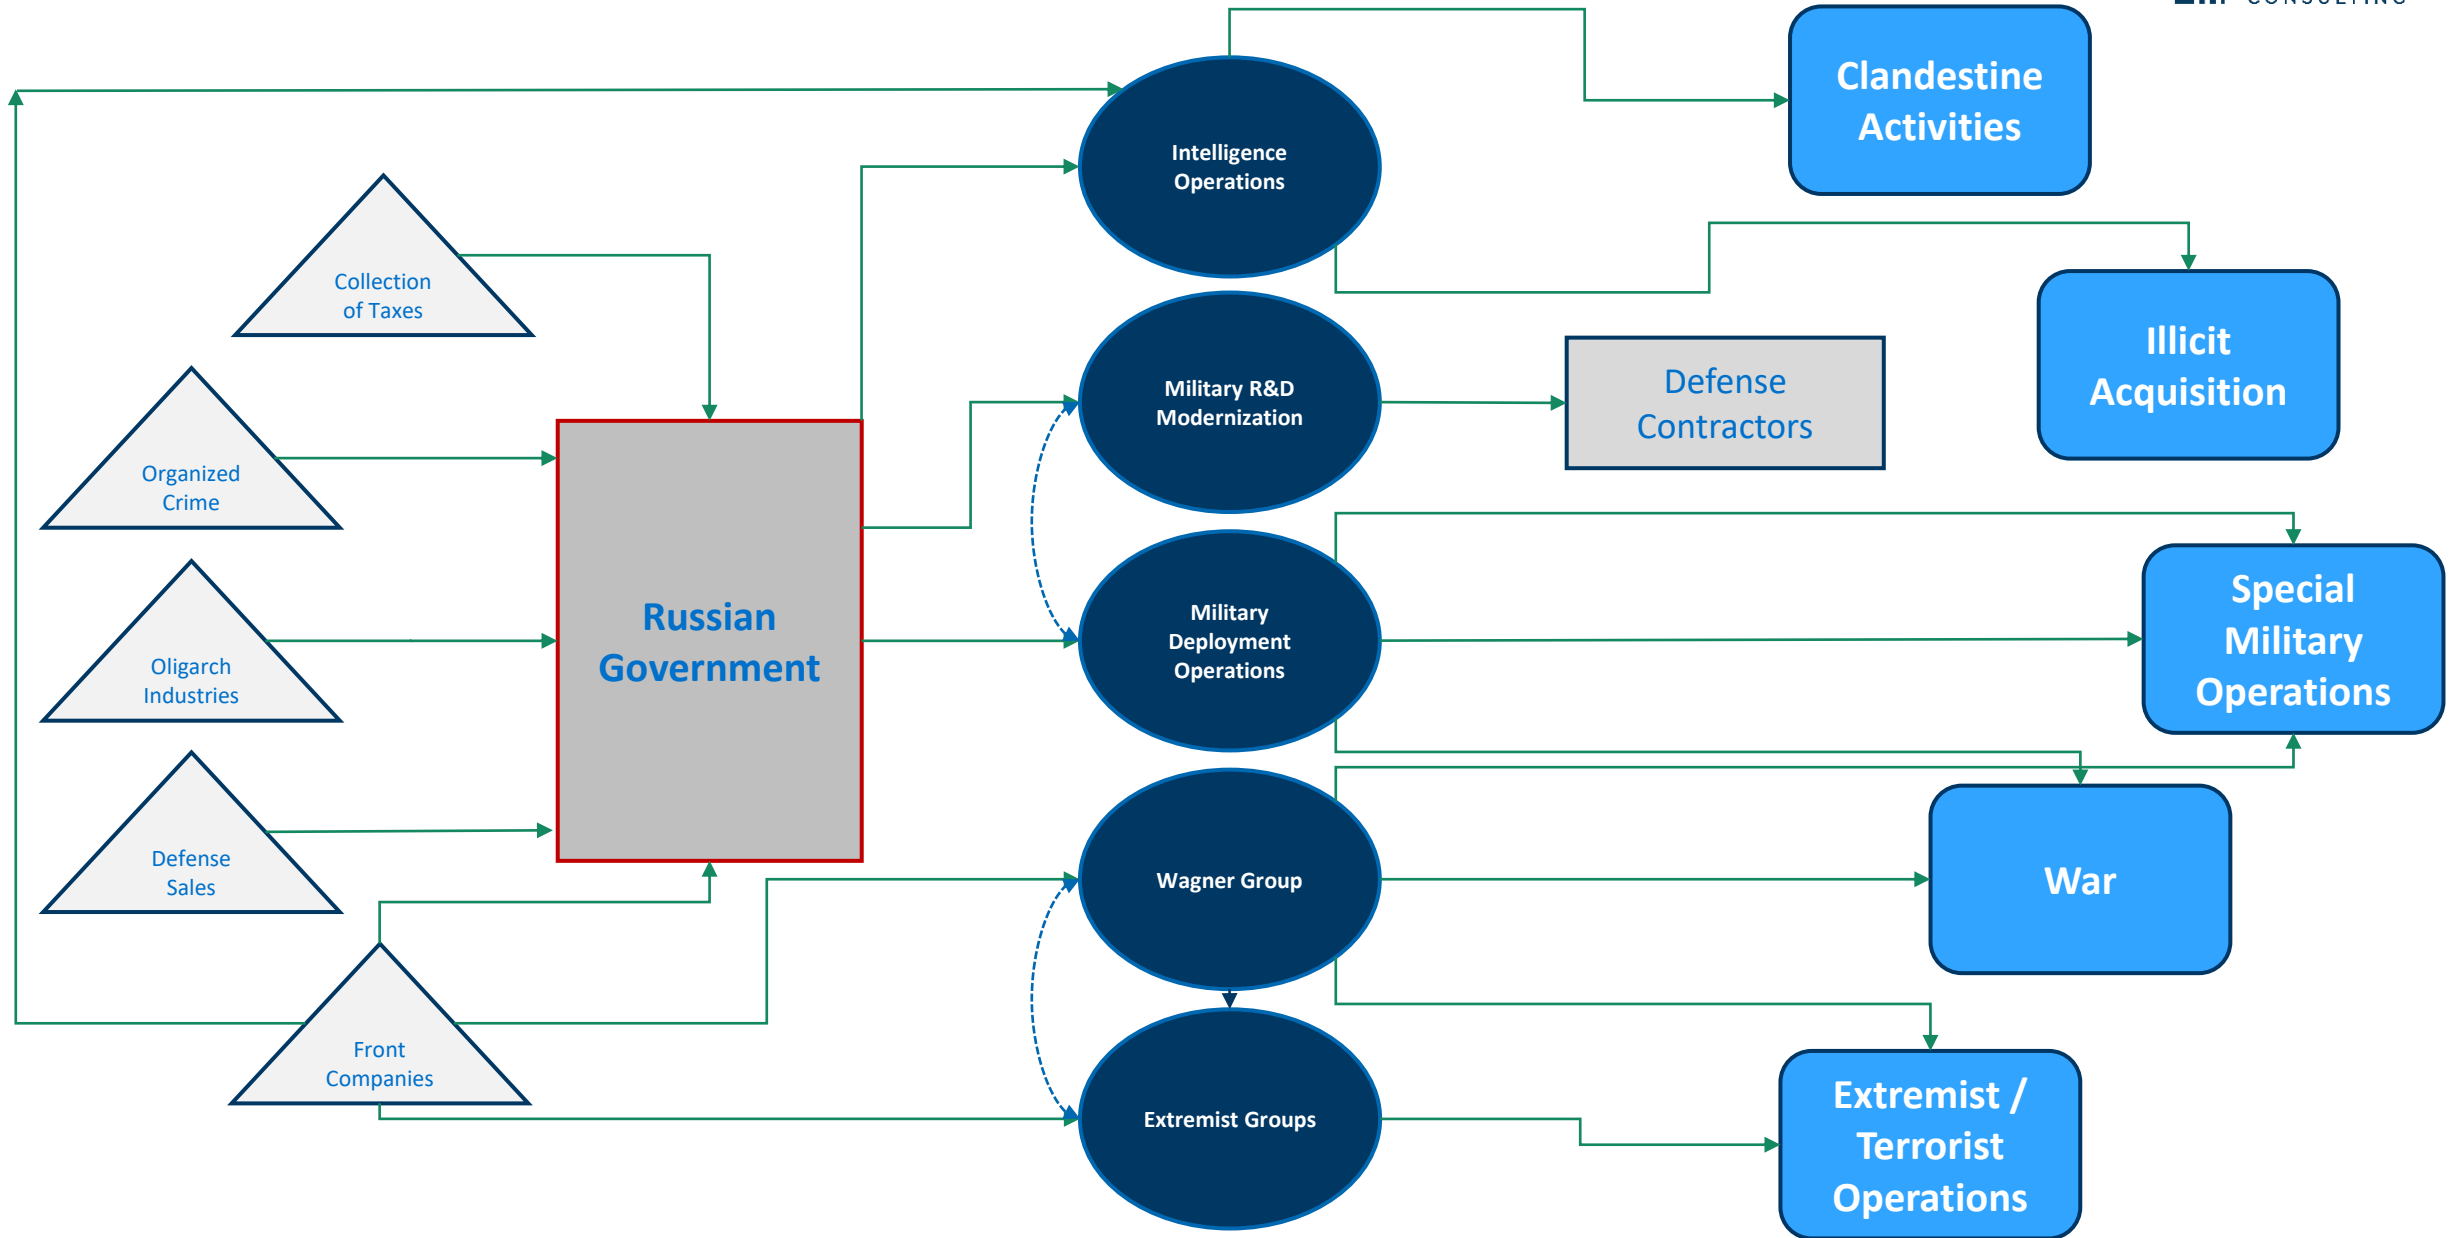 CONSULTING
Clandestine
Activities
Intelligence
Operations
Collection
of Taxes
Illicit
Acquisition
Military R&D
Modernization
Defense
Contractors
Organized
Crime
Russian
Government
Military
Deployment
Operations
Special
Military
Operations
Oligarch
Industries
Defense
Sales
Wagner Group
War
Front
Companies
Extremist Groups
Extremist /
Terrorist
Operations